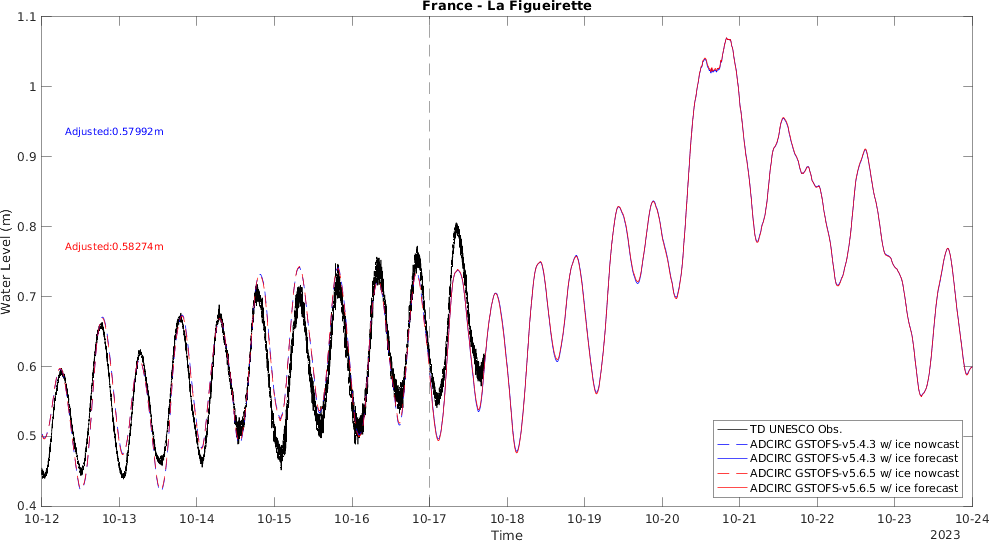 France - La Figueirette
1.1
1
0.9
0.8
0.7
0.6
0.5
0.4
Water Level (m)
Adjusted:0.57992m
Adjusted:0.58274m
TD UNESCO Obs.
ADCIRC GSTOFS-v5.4.3 w/ ice nowcast
ADCIRC GSTOFS-v5.4.3 w/ ice forecast
ADCIRC GSTOFS-v5.6.5 w/ ice nowcast
ADCIRC GSTOFS-v5.6.5 w/ ice forecast
10-12 10-13 10-14 10-15 10-16 10-17 10-18 10-19 10-20 10-21 10-22 10-23 10-24
Time
2023